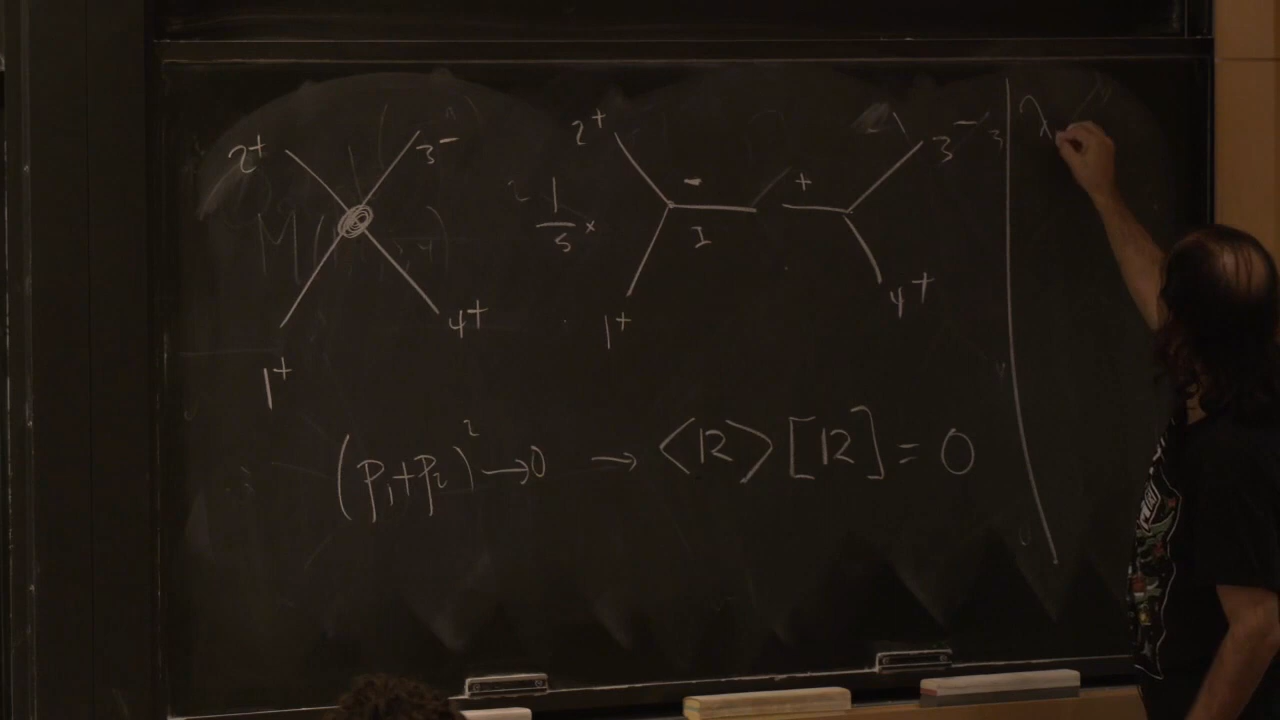 2⁺ 3⁻
1⁺ 4⁺
1/s ×
2⁺ - + 3⁻
I
1⁺ 4⁺
(p₁+p₂)² → 0 → <12>[12] = 0
λ